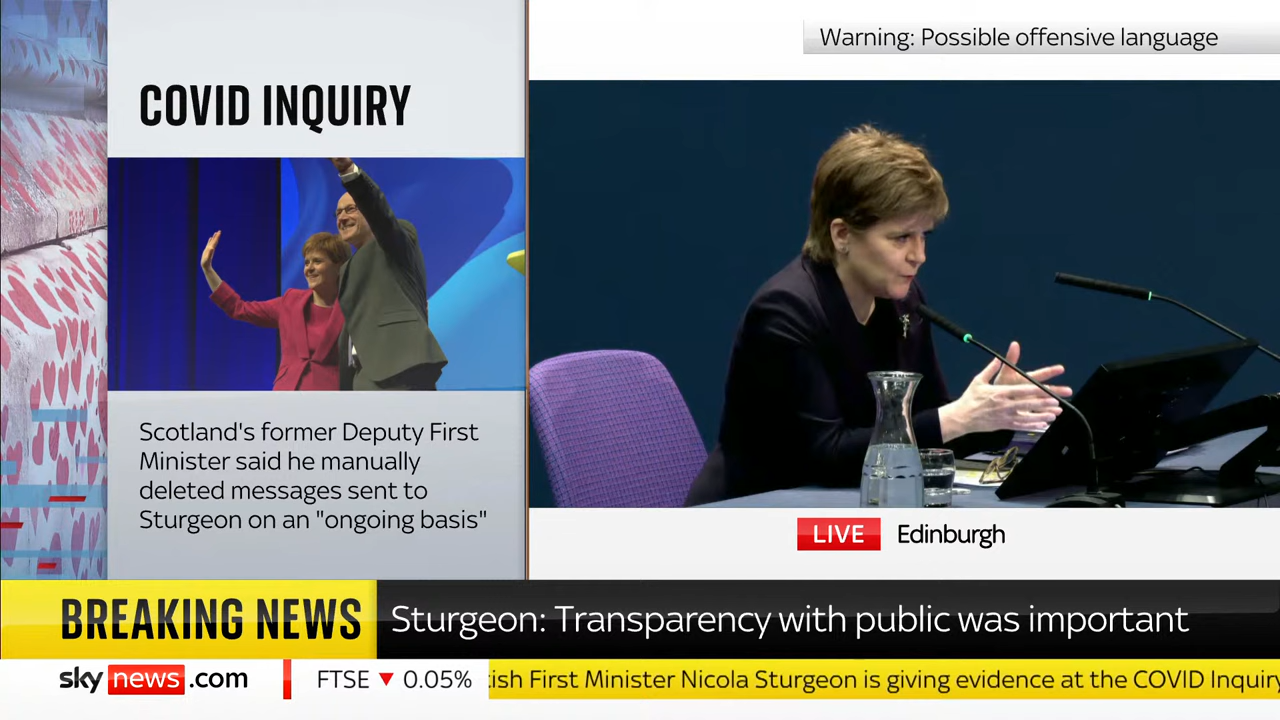 Warning: Possible offensive language
COVID INQUIRY
Scotland's former Deputy First
Minister said he manually
deleted messages sent to
Sturgeon on an "ongoing basis"
LIVE Edinburgh
BREAKING NEWS
Sturgeon: Transparency with public was important
sky news .com
FTSE ▼ 0.05%
ish First Minister Nicola Sturgeon is giving evidence at the COVID Inquiry